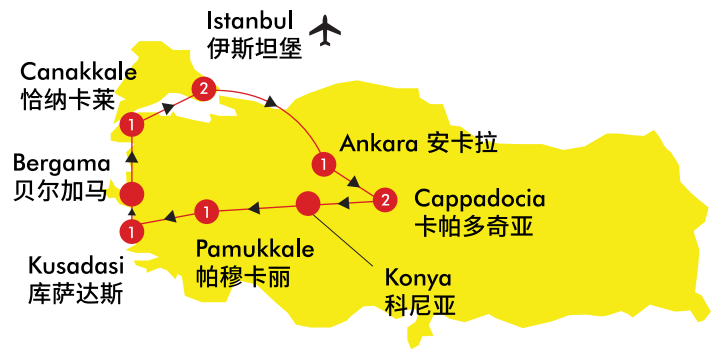 Istanbul
伊斯坦堡
Canakkale
恰纳卡莱
2
1
Ankara 安卡拉
1
Bergama
贝尔加马
2
Cappadocia
卡帕多奇亚
1
1
Pamukkale
帕穆卡丽
Kusadasi
库萨达斯
Konya
科尼亚